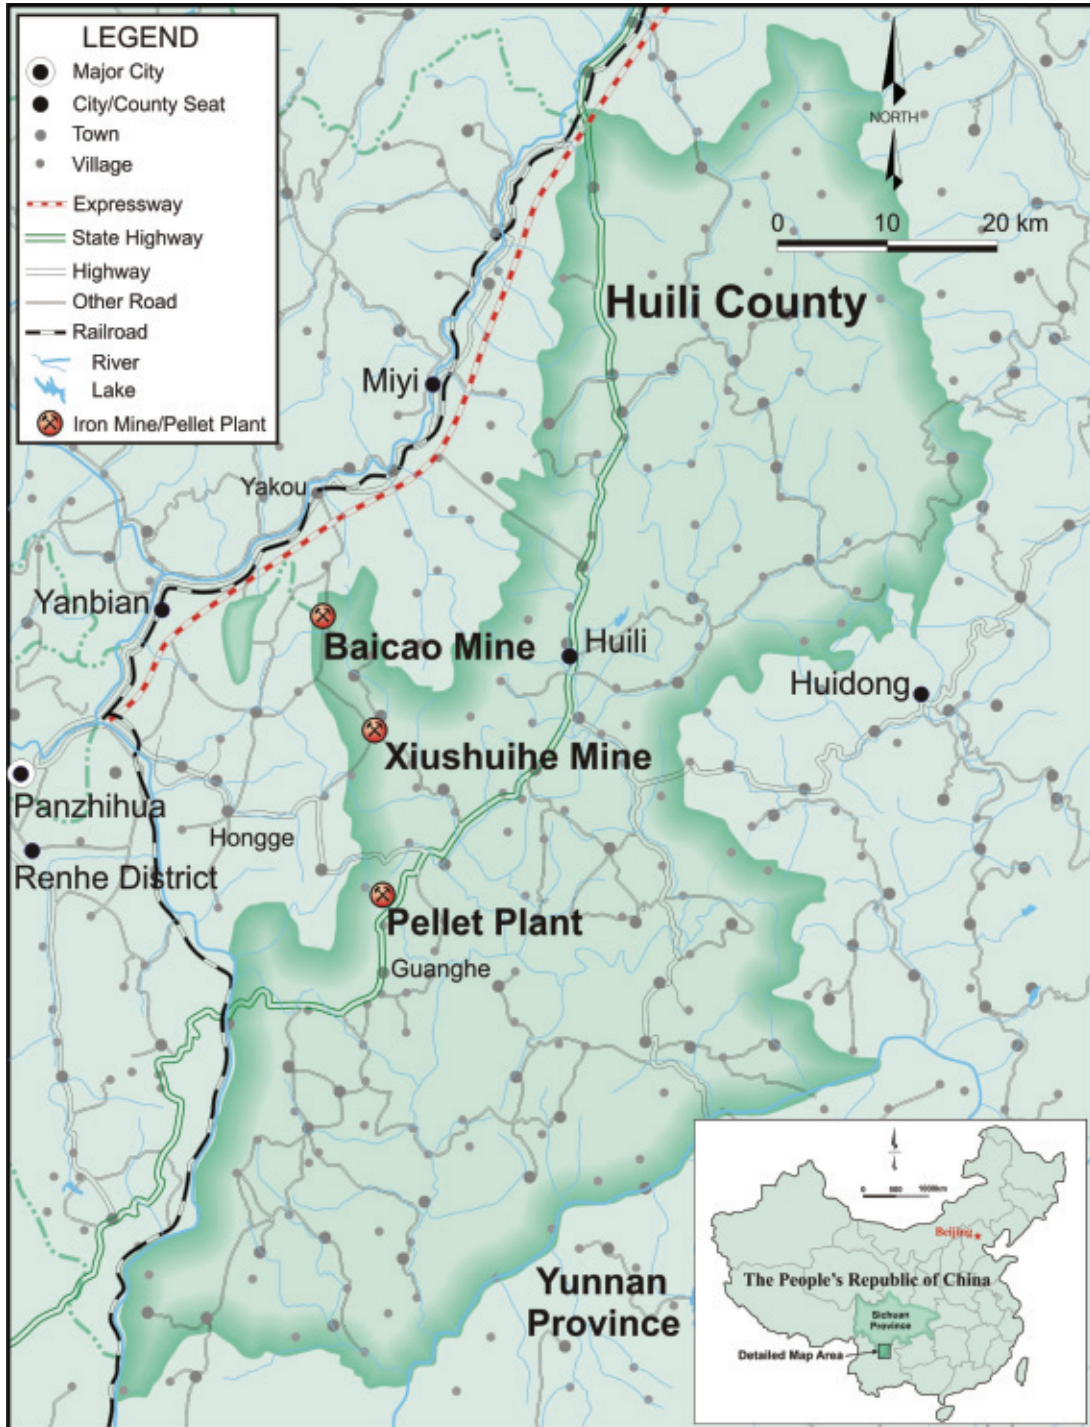 LEGEND
Major City
City/County Seat
Town
Village
Expressway
State Highway
Highway
Other Road
Railroad
River
Lake
Iron Mine/Pellet Plant
NORTH
0 10 20 km
Huili County
Miyi
Yakou
Yanbian
Baicao Mine
Huili
Huidong
Xiushuihe Mine
Panzhihua
Hongge
Renhe District
Pellet Plant
Guanghe
Yunnan
Province
0 500 1000km
Beijing
The People's Republic of China
Sichuan
Province
Detailed Map Area